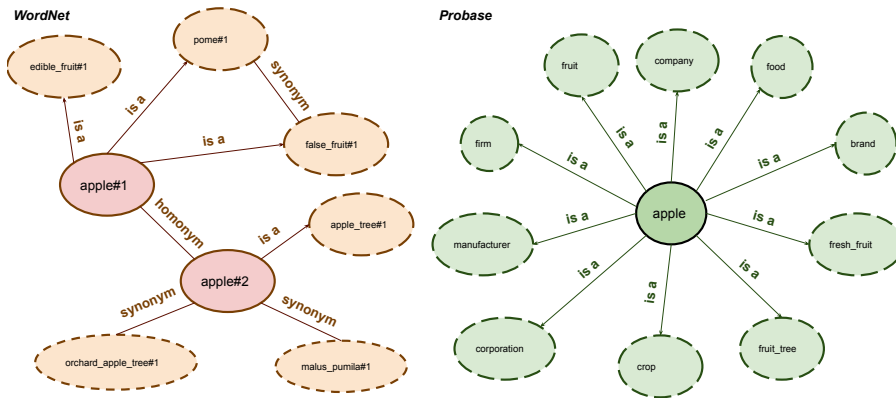 WordNet
pome#1
edible_fruit#1
is a
is a
synonym
is a
false_fruit#1
apple#1
homonym
is a
apple_tree#1
apple#2
synonym
synonym
orchard_apple_tree#1
malus_pumila#1
Probase
company
fruit
food
is a
is a
is a
firm
brand
is a
is a
apple
manufacturer
is a
is a
fresh_fruit
is a
is a
is a
corporation
fruit_tree
crop